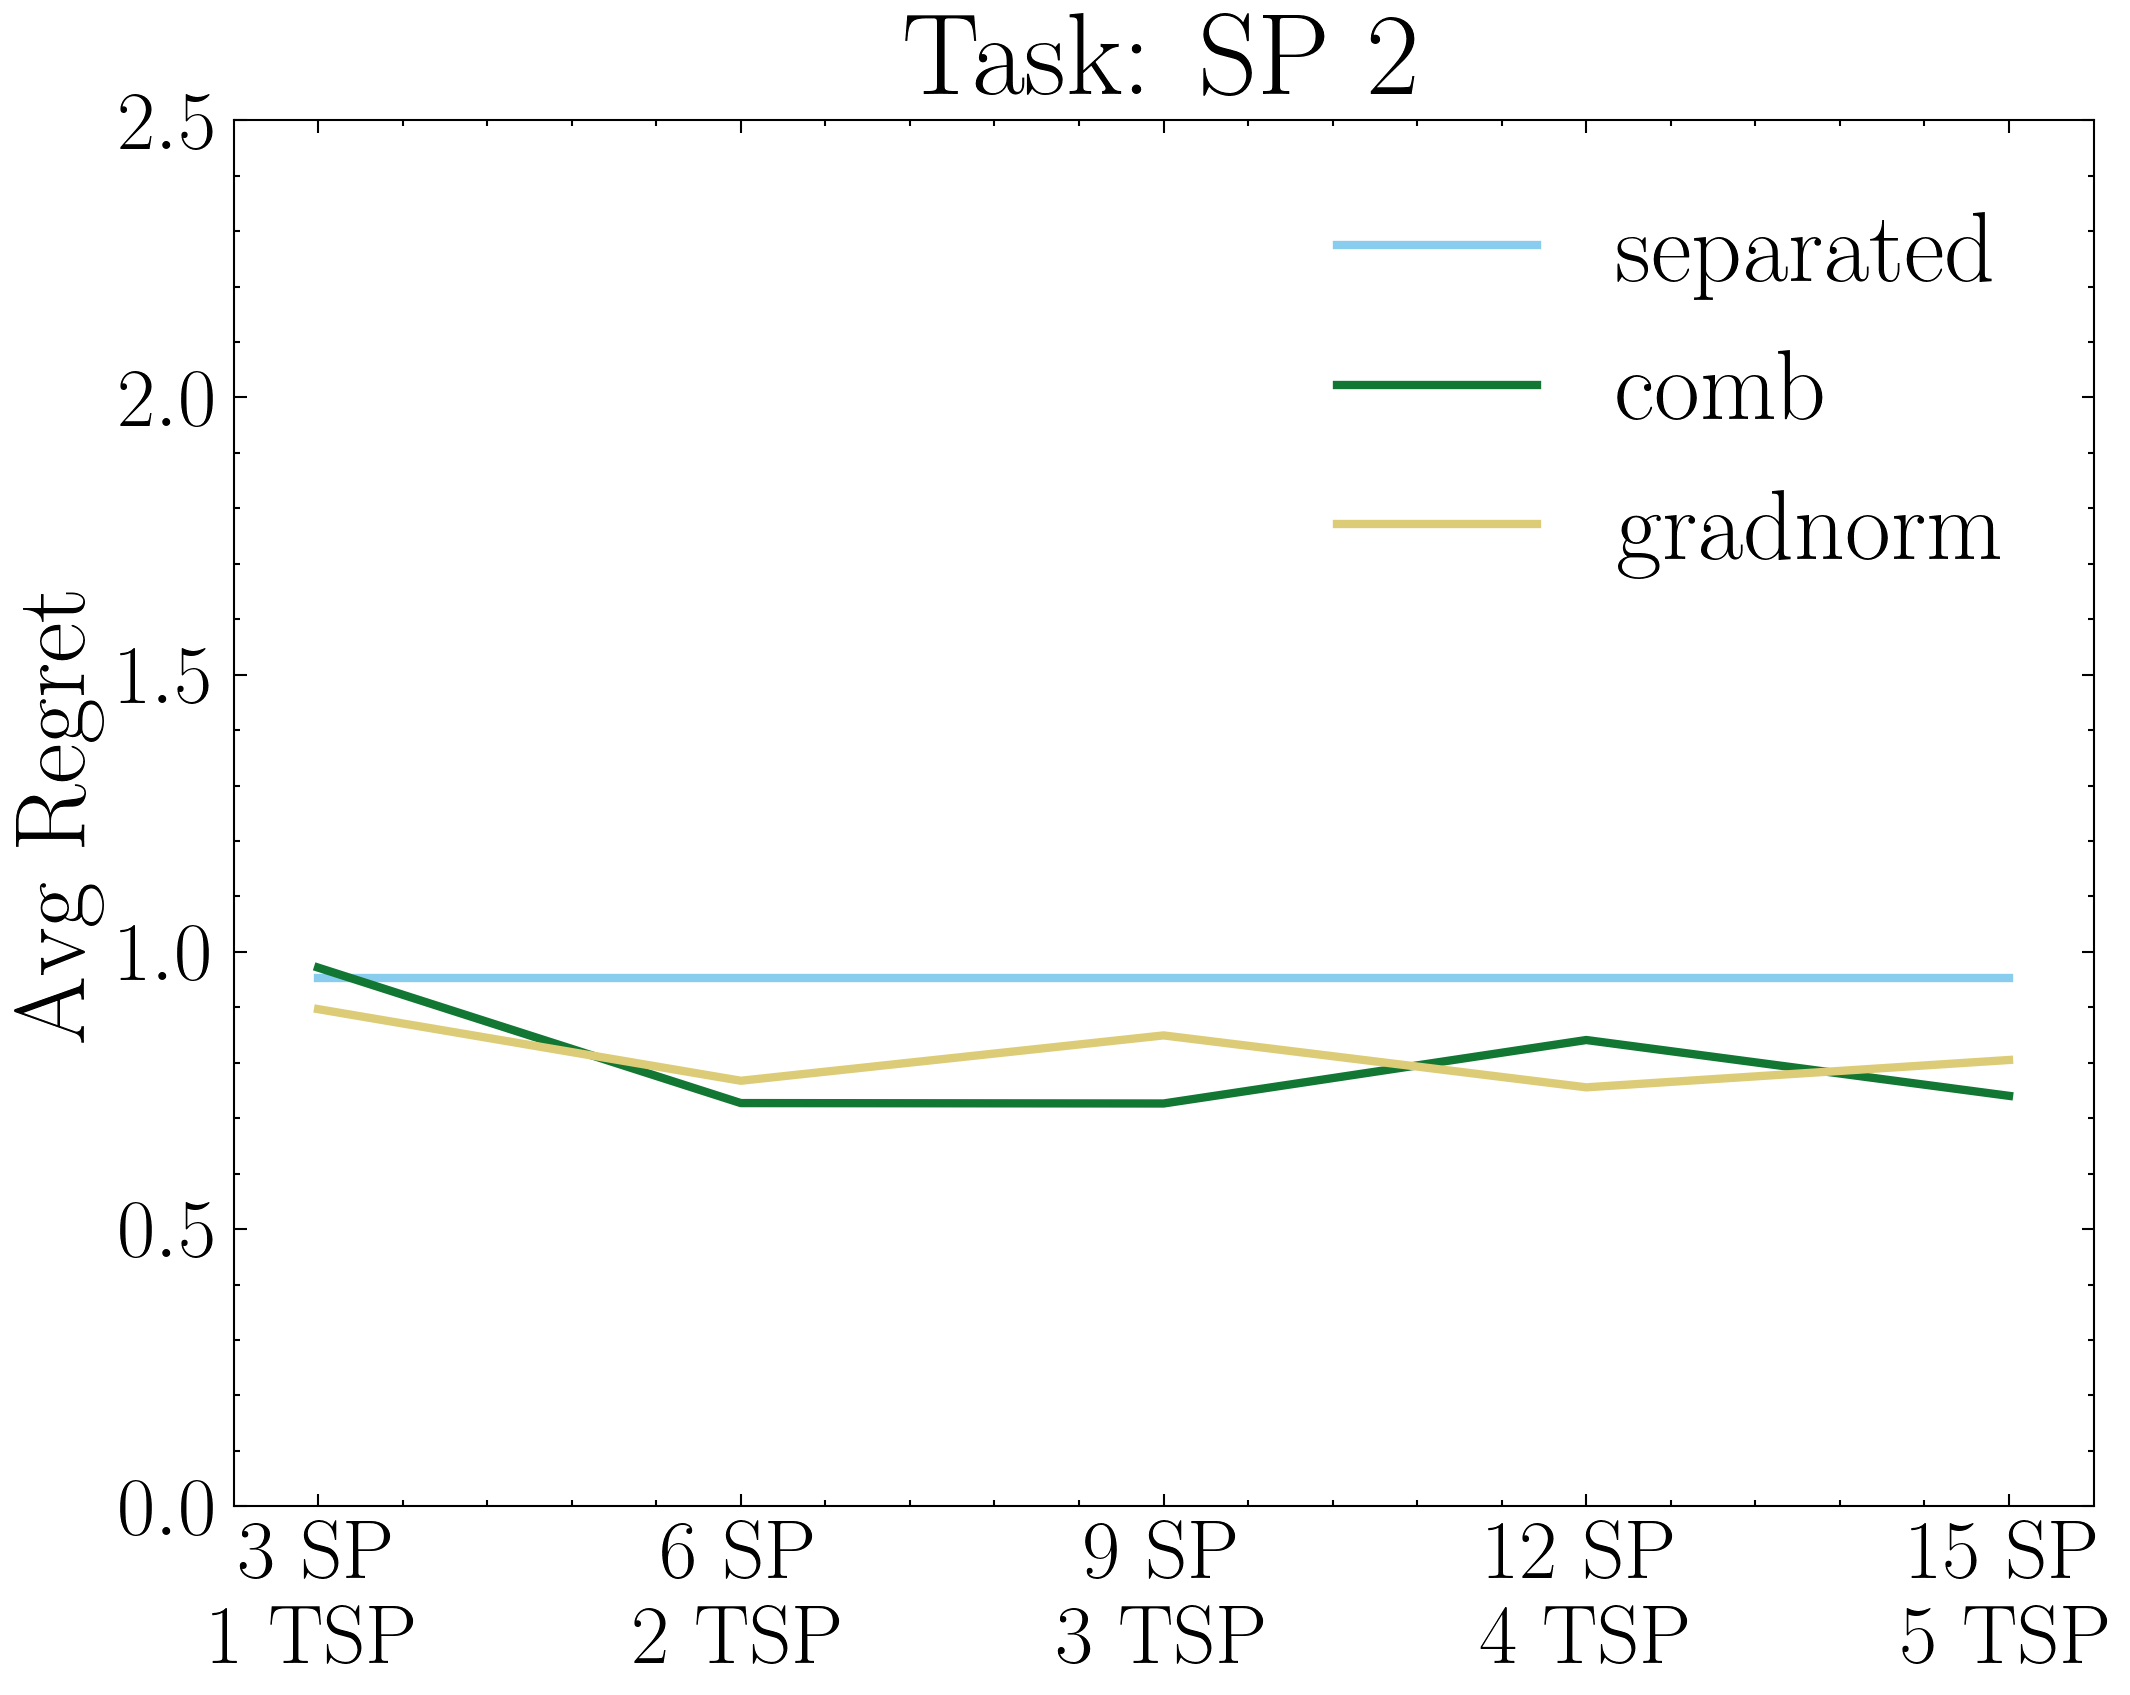 Task: SP 2
2.5
2.0
1.5
1.0
0.5
0.0
Avg Regret
separated
comb
gradnorm
3 SP
1 TSP
6 SP
2 TSP
9 SP
3 TSP
12 SP
4 TSP
15 SP
5 TSP